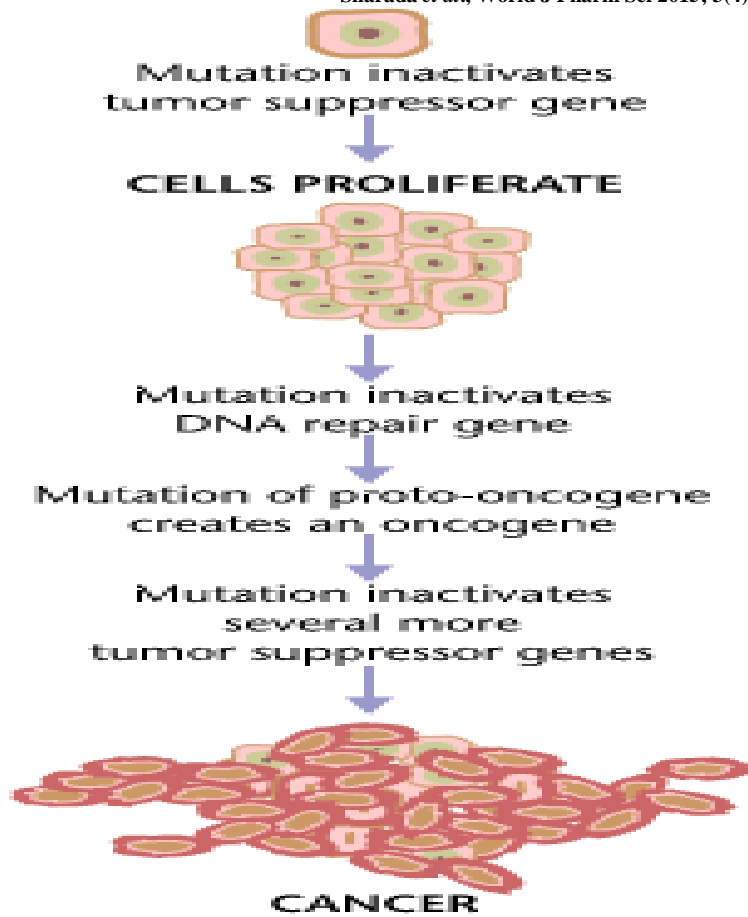 Mutation inactivates
tumor suppressor gene
CELLS PROLIFERATE
Mutation inactivates
DNA repair gene
Mutation of proto-oncogene
creates an oncogene
Mutation inactivates
several more
tumor suppressor genes
CANCER